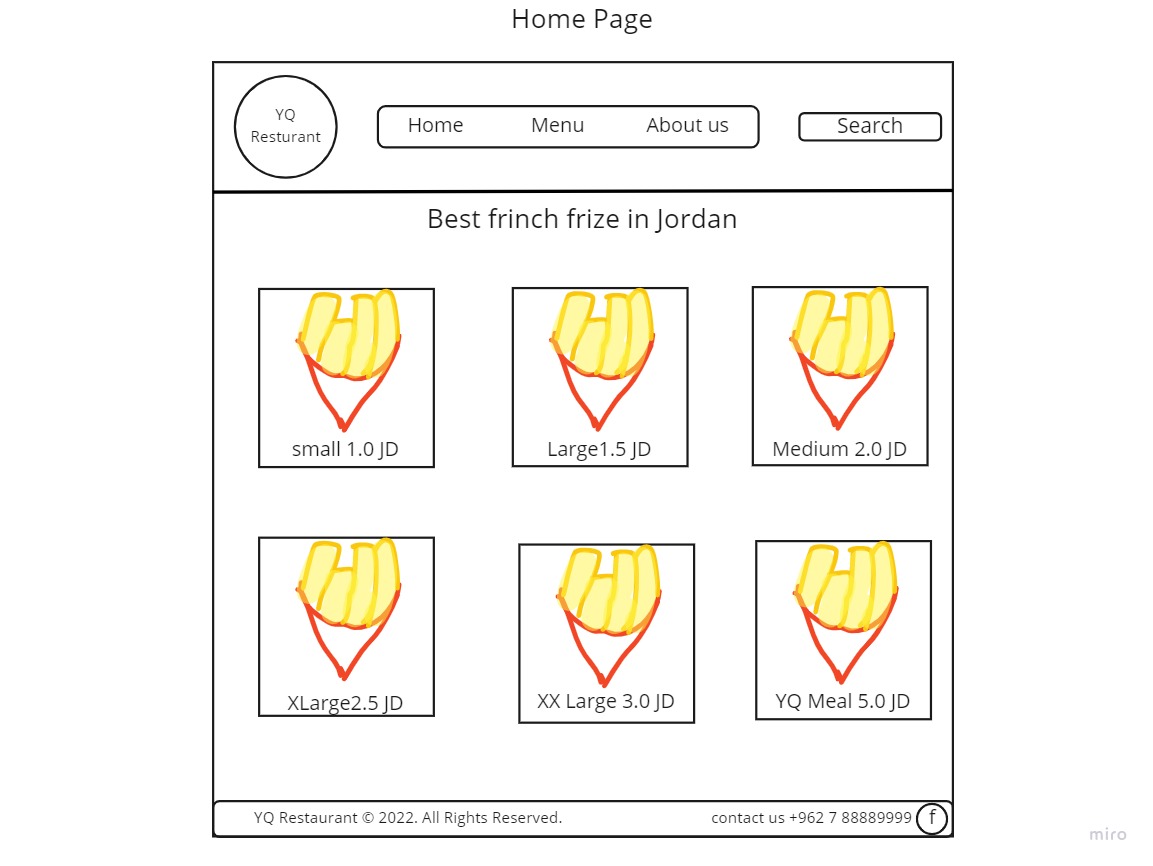 Home Page
YQ
Resturant
Home Menu About us
Search
Best frinch frize in Jordan
small 1.0 JD
Large1.5 JD
Medium 2.0 JD
XLarge2.5 JD
XX Large 3.0 JD
YQ Meal 5.0 JD
YQ Restaurant © 2022. All Rights Reserved.
contact us +962 7 88889999
f
miro